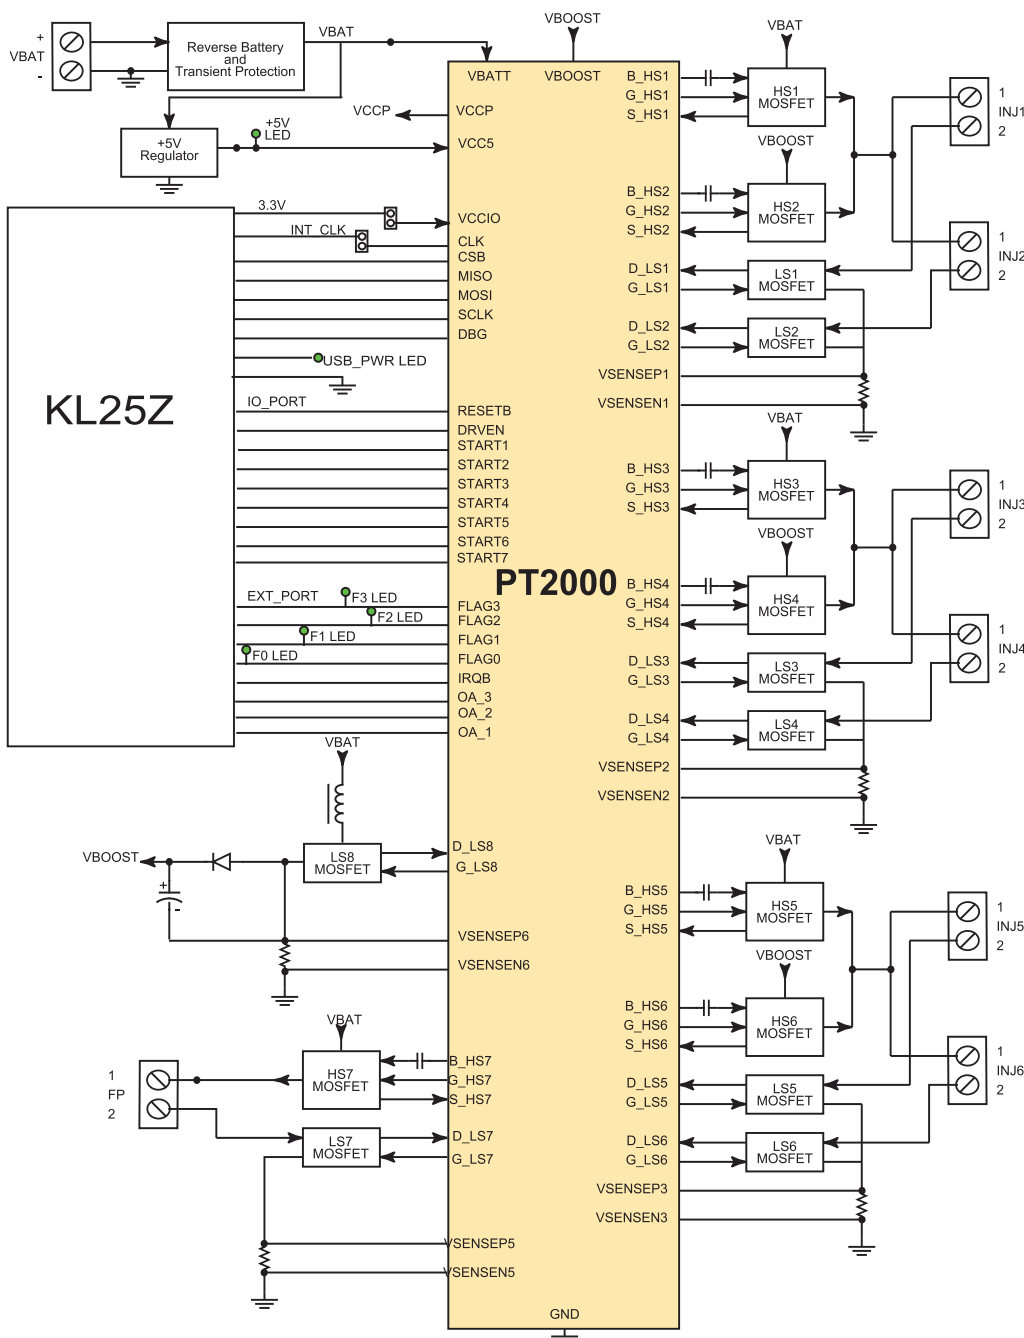 +
VBAT
-
Reverse Battery
and
Transient Protection
VBAT
VBOOST
+5V
Regulator
+5V
LED
VCCP
3.3V
INT_CLK
KL25Z
USB_PWR LED
IO_PORT
EXT_PORT
F3 LED
F2 LED
F1 LED
F0 LED
PT2000
VBATT
VBOOST
VCCP
VCC5
VCCIO
CLK
CSB
MISO
MOSI
SCLK
DBG
RESETB
DRVEN
START1
START2
START3
START4
START5
START6
START7
FLAG3
FLAG2
FLAG1
FLAG0
IRQB
OA_3
OA_2
OA_1
D_LS8
G_LS8
VSENSEP6
VSENSEN6
B_HS7
G_HS7
S_HS7
D_LS7
G_LS7
VSENSEP5
VSENSEN5
GND
VBAT
LS8
MOSFET
VBOOST
+
-
VBAT
HS7
MOSFET
LS7
MOSFET
1
FP
2
B_HS1
G_HS1
S_HS1
B_HS2
G_HS2
S_HS2
D_LS1
G_LS1
D_LS2
G_LS2
VSENSEP1
VSENSEN1
VBAT
HS1
MOSFET
VBOOST
HS2
MOSFET
LS1
MOSFET
LS2
MOSFET
1
INJ1
2
1
INJ2
2
B_HS3
G_HS3
S_HS3
B_HS4
G_HS4
S_HS4
D_LS3
G_LS3
D_LS4
G_LS4
VSENSEP2
VSENSEN2
VBAT
HS3
MOSFET
VBOOST
HS4
MOSFET
LS3
MOSFET
LS4
MOSFET
1
INJ3
2
1
INJ4
2
B_HS5
G_HS5
S_HS5
B_HS6
G_HS6
S_HS6
D_LS5
G_LS5
D_LS6
G_LS6
VSENSEP3
VSENSEN3
VBAT
HS5
MOSFET
VBOOST
HS6
MOSFET
LS5
MOSFET
LS6
MOSFET
1
INJ5
2
1
INJ6
2